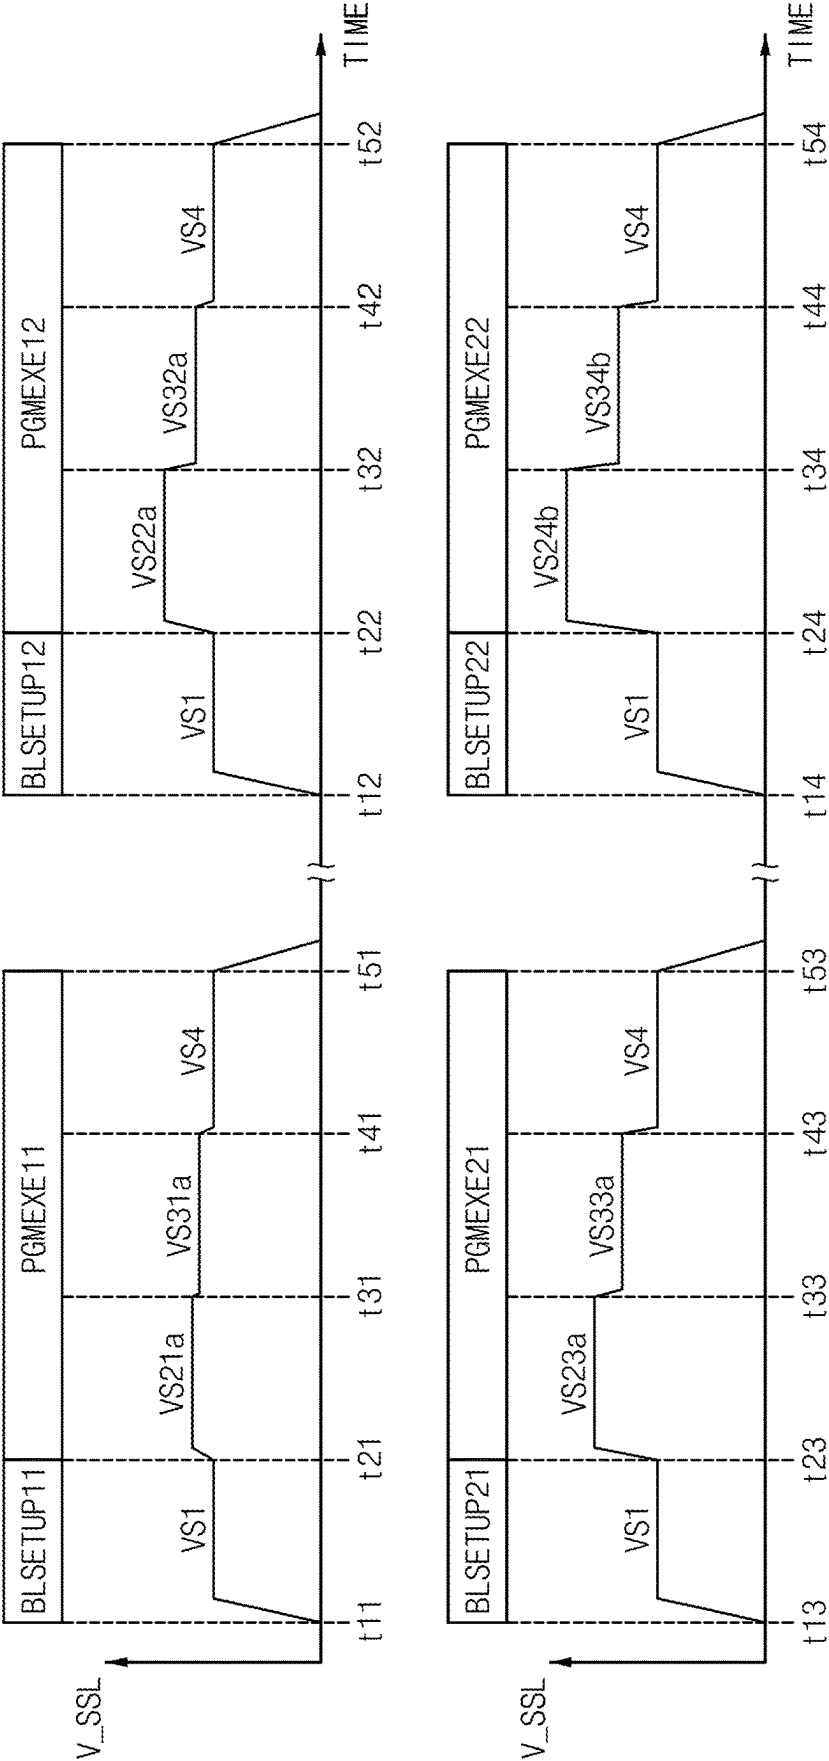 V_SSL
BLSETUP11 PGMEXE11 BLSETUP12 PGMEXE12
VS1 VS21a VS31a VS4 VS1 VS22a VS32a VS4
t11 t21 t31 t41 t51 t12 t22 t32 t42 t52 TIME
V_SSL
BLSETUP21 PGMEXE21 BLSETUP22 PGMEXE22
VS1 VS23a VS33a VS4 VS1 VS24b VS34b VS4
t13 t23 t33 t43 t53 t14 t24 t34 t44 t54 TIME